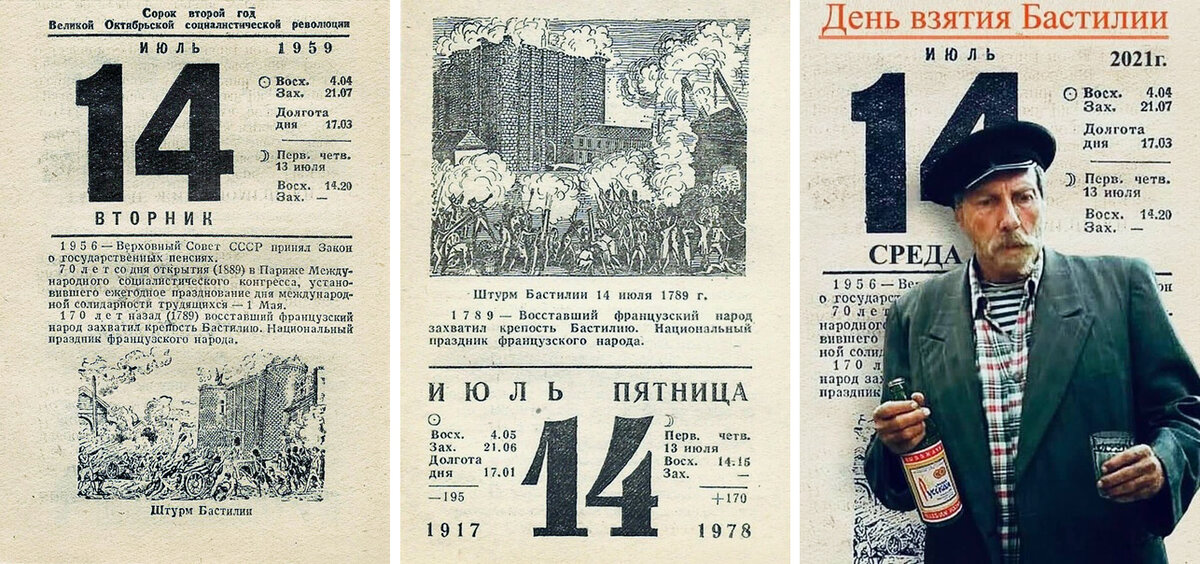 Сорок второй год
Великой Октябрьской социалистической революции
ИЮЛЬ 1959
14
Восх. 4.04
Зах. 21.07
Долгота
дня 17.03
Перв. четв.
13 июля
Восх. 14.20
Зах. —
ВТОРНИК
1956 — Верховный Совет СССР принял Закон
о государственных пенсиях.
70 лет со дня открытия (1889) в Париже Между-
народного социалистического конгресса, устано-
вившего ежегодное празднование дня международ-
ной солидарности трудящихся — 1 Мая.
170 лет назад (1789) восставший французский
народ захватил крепость Бастилию. Национальный
праздник французского народа.
Штурм Бастилии
Штурм Бастилии 14 июля 1789 г.
1789 — Восставший французский народ
захватил крепость Бастилию. Национальный
праздник французского народа.
ИЮЛЬ ПЯТНИЦА
Восх. 4.05
Зах. 21.06
Долгота
дня 17.01
—195
1917
14
Перв. четв.
13 июля
Восх. 14.15
Зах. —
+170
1978
День взятия Бастилии
ИЮЛЬ 2021г.
14
Восх. 4.04
Зах. 21.07
Долгота
дня 17.03
Перв. четв.
13 июля
Восх. 14.20
Зах. —
СРЕДА
1956 — Ве
о государс
70 ле
народного
вившего
ной соли
170 л
народ за
праздник